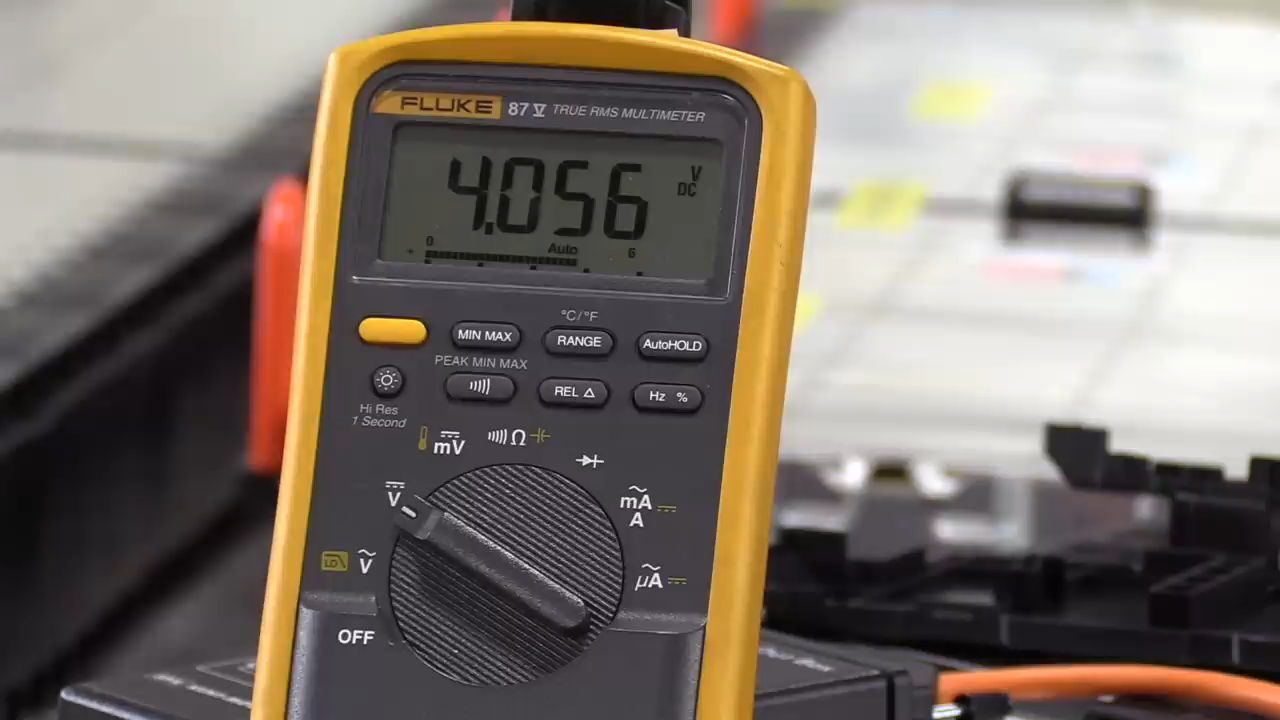 FLUKE 87 V TRUE RMS MULTIMETER
4.056 V DC
0 Auto 6
°C/°F
MIN MAX RANGE AutoHOLD
PEAK MIN MAX
REL △ Hz %
Hi Res
1 Second
mV Ω
V mA
A
LO V µA
OFF